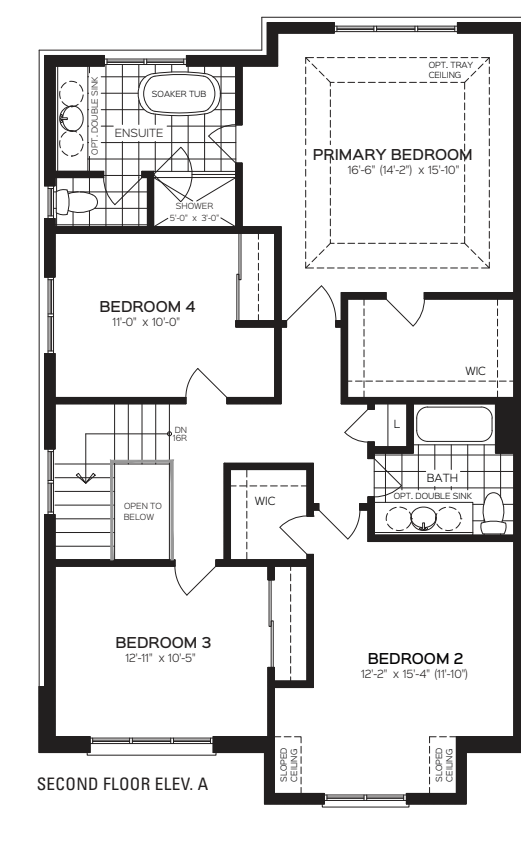 OPT. TRAY
CEILING
SOAKER TUB
OPT. DOUBLE SINK
ENSUITE
PRIMARY BEDROOM
16'-6" (14'-2") x 15'-10"
SHOWER
5'-0" x 3'-0"
BEDROOM 4
11'-0" x 10'-0"
WIC
L
DN
16R
BATH
OPT. DOUBLE SINK
WIC
OPEN TO
BELOW
BEDROOM 3
12'-11" x 10'-5"
BEDROOM 2
12'-2" x 15'-4" (11'-10")
SLOPED
CEILING
SLOPED
CEILING
SECOND FLOOR ELEV. A